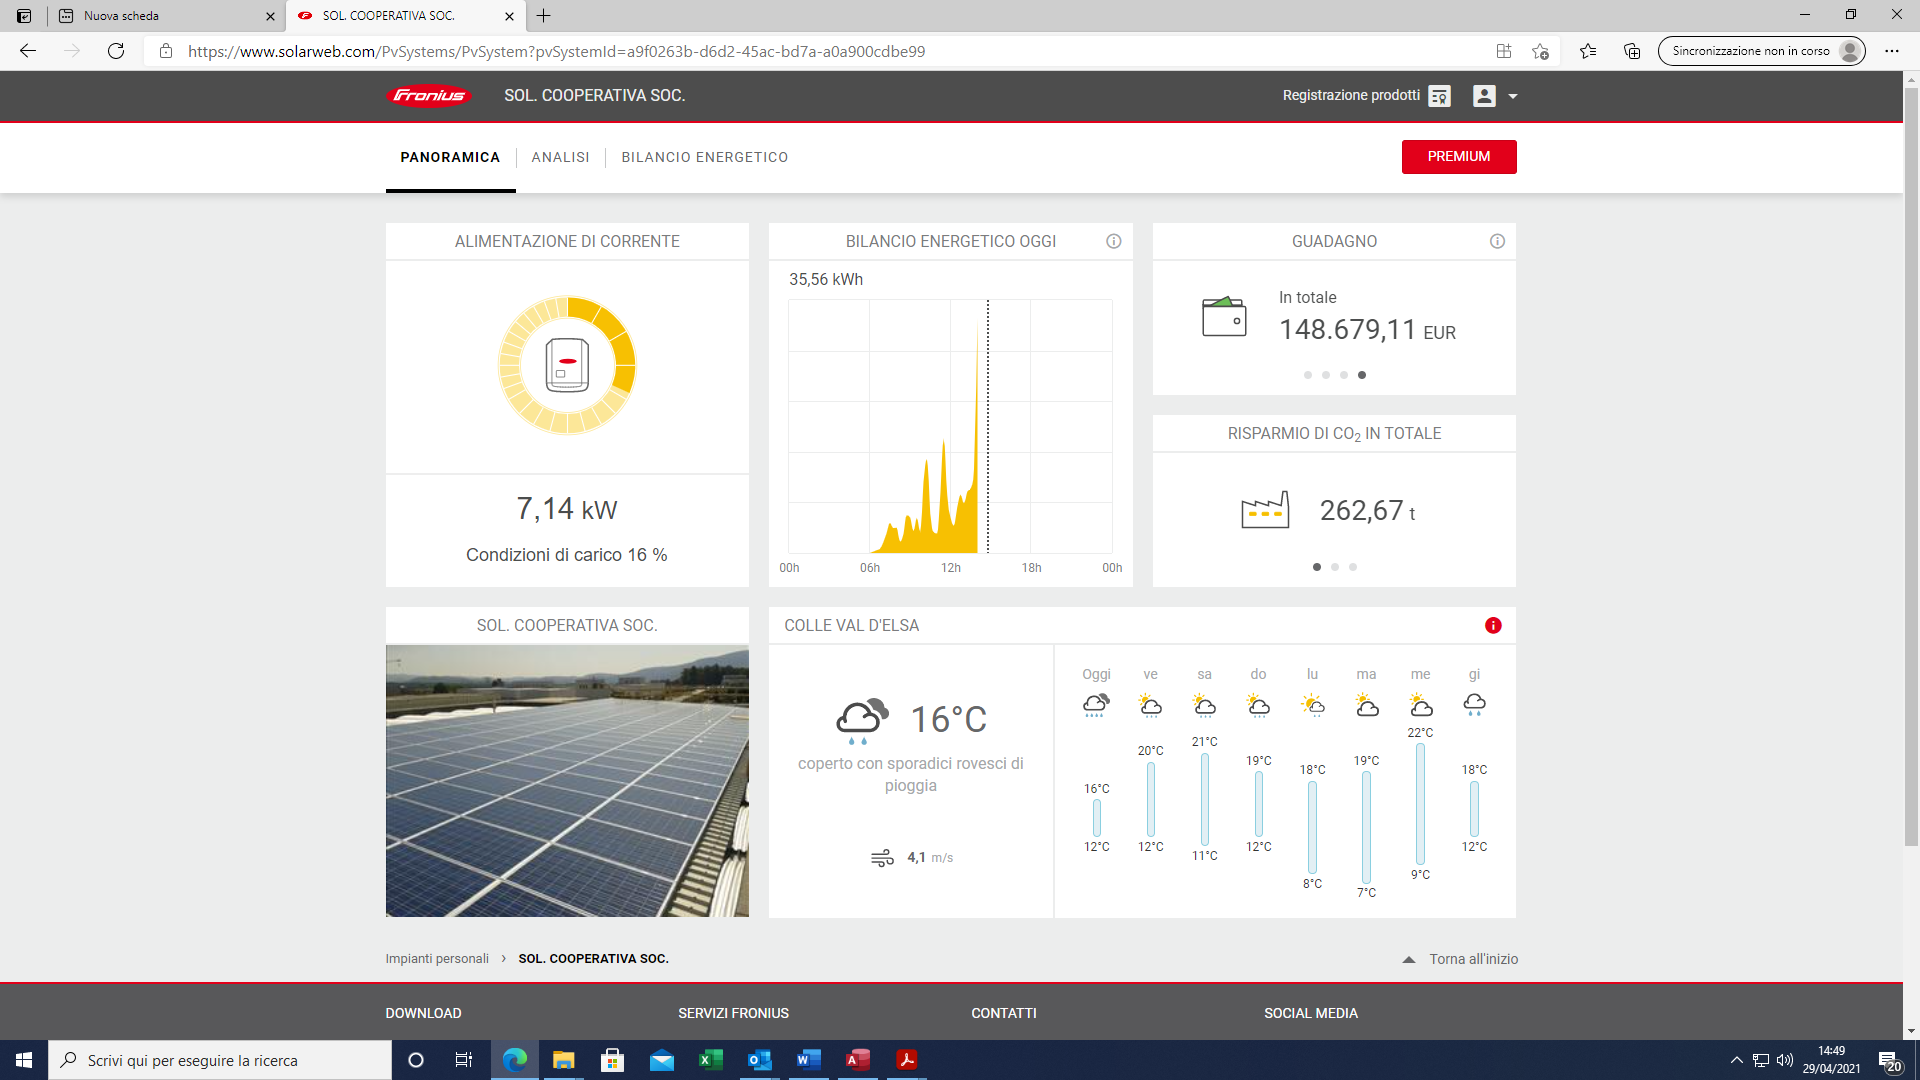 Nuova scheda
SOL. COOPERATIVA SOC.
https://www.solarweb.com/PvSystems/PvSystem?pvSystemId=a9f0263b-d6d2-45ac-bd7a-a0a900cdbe99
Sincronizzazione non in corso
Fronius
SOL. COOPERATIVA SOC.
Registrazione prodotti
PANORAMICA
ANALISI
BILANCIO ENERGETICO
PREMIUM
ALIMENTAZIONE DI CORRENTE
7,14 kW
Condizioni di carico 16 %
BILANCIO ENERGETICO OGGI
35,56 kWh
00h 06h 12h 18h 00h
GUADAGNO
In totale
148.679,11 EUR
RISPARMIO DI CO2 IN TOTALE
262,67 t
SOL. COOPERATIVA SOC.
COLLE VAL D'ELSA
16°C
coperto con sporadici rovesci di
pioggia
4,1 m/s
Oggi ve sa do lu ma me gi
16°C 20°C 21°C 19°C 18°C 19°C 22°C 18°C
12°C 12°C 11°C 12°C 8°C 7°C 9°C 12°C
Impianti personali > SOL. COOPERATIVA SOC.
Torna all'inizio
DOWNLOAD
SERVIZI FRONIUS
CONTATTI
SOCIAL MEDIA
Scrivi qui per eseguire la ricerca
14:49
29/04/2021
20